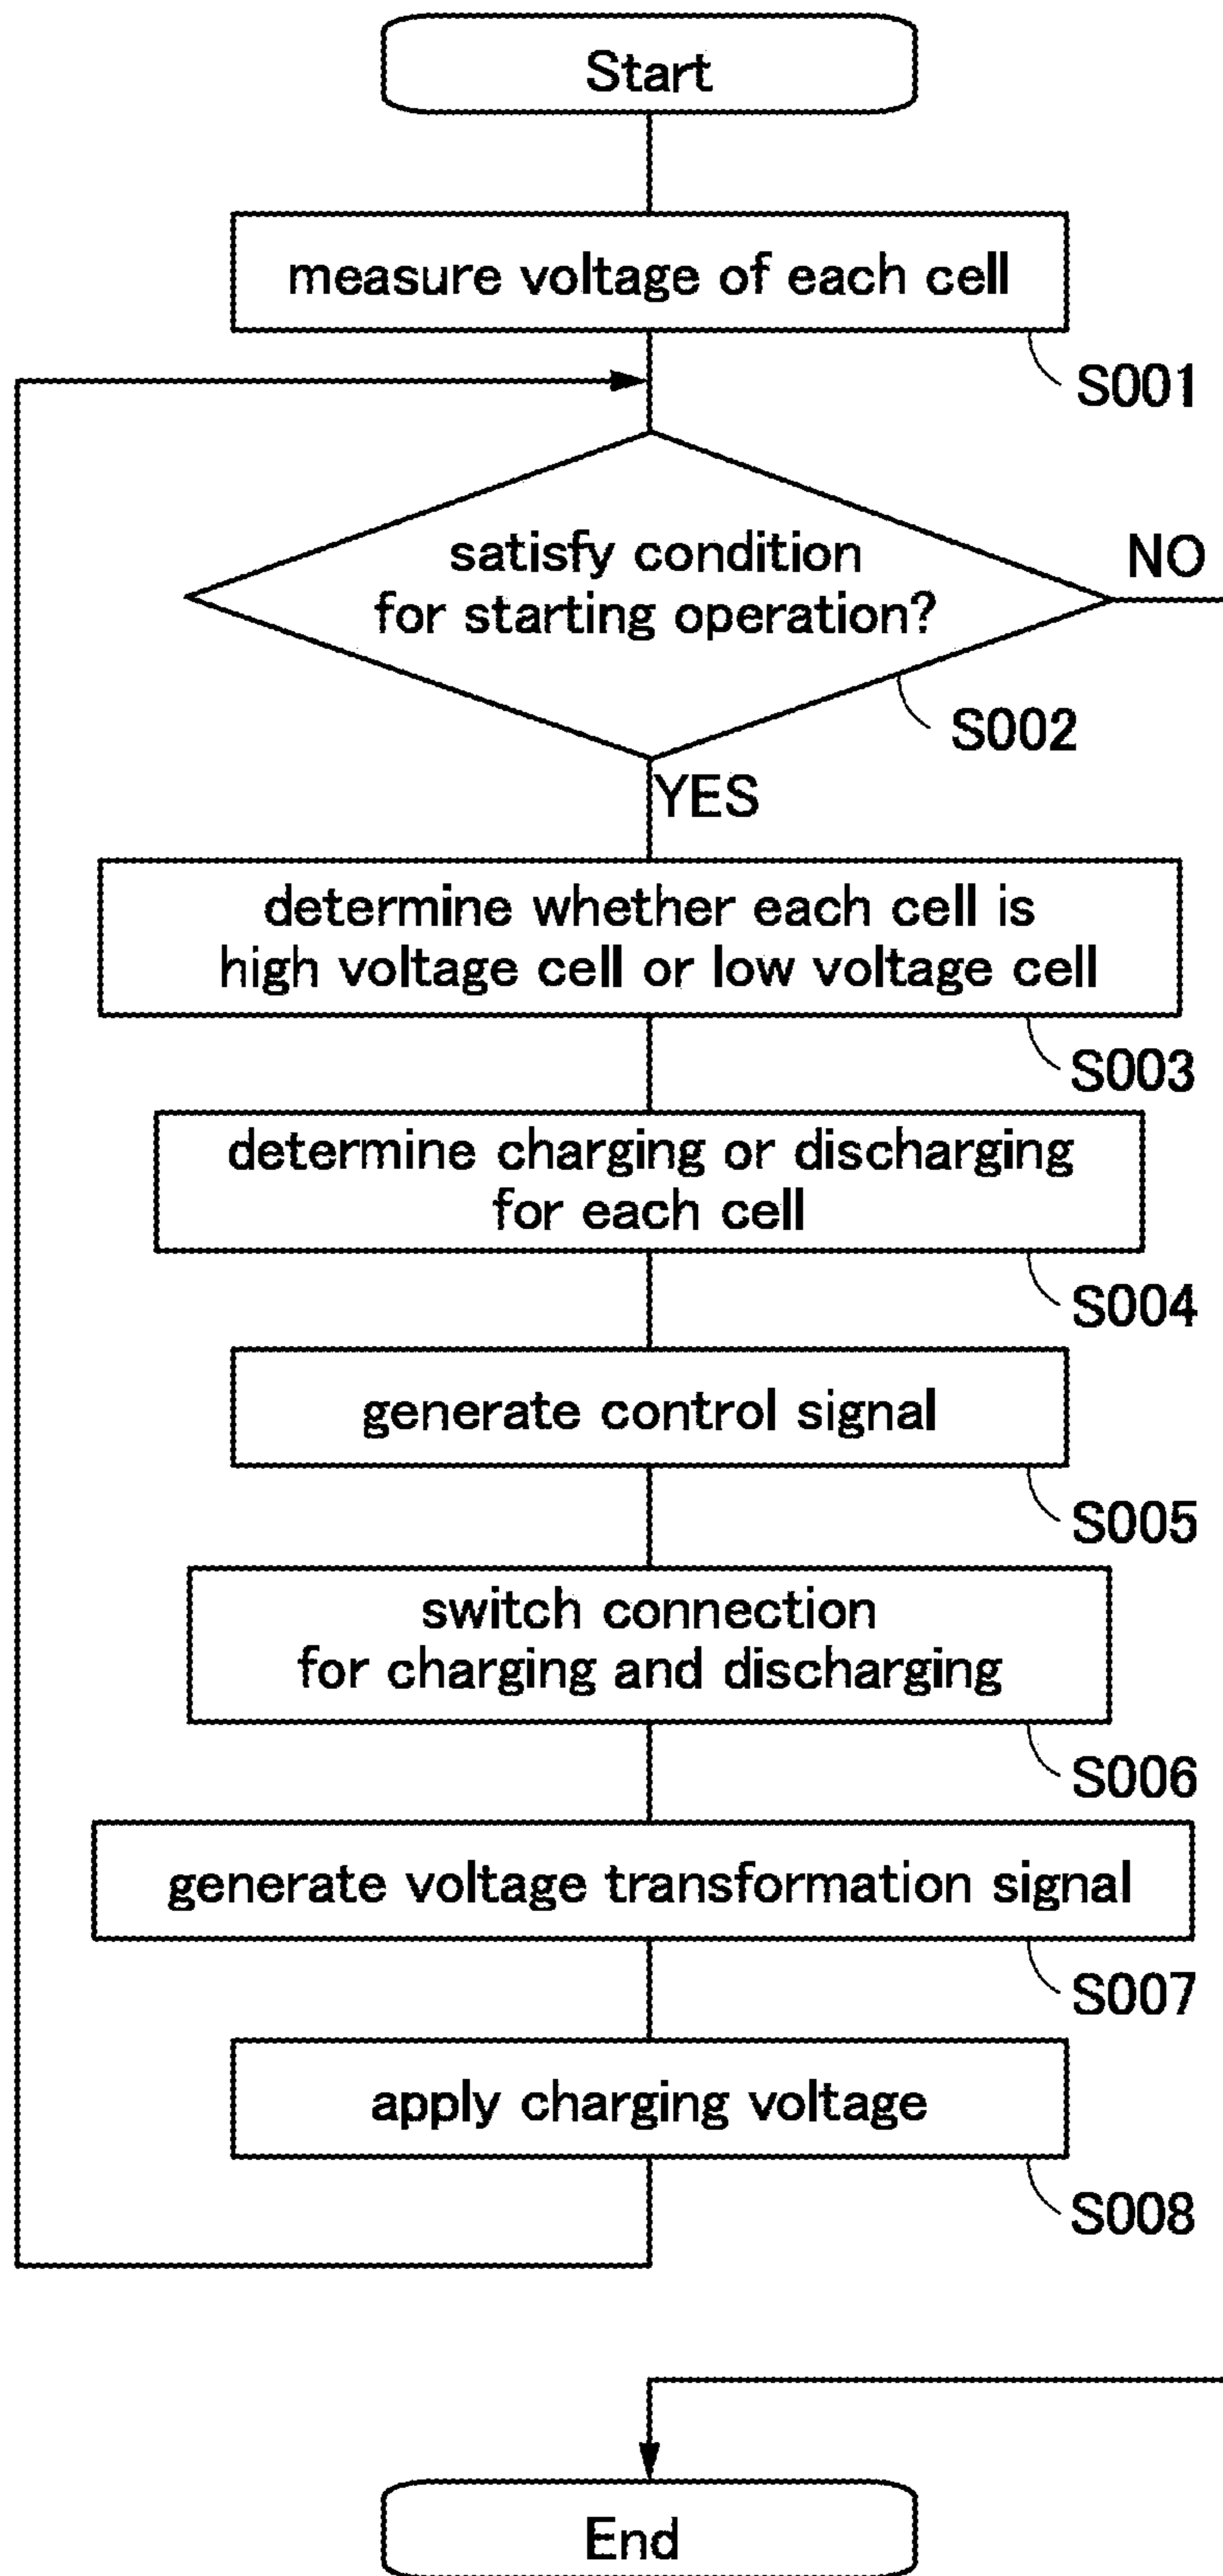 Start
measure voltage of each cell
S001
satisfy condition
for starting operation?
NO
S002
YES
determine whether each cell is
high voltage cell or low voltage cell
S003
determine charging or discharging
for each cell
S004
generate control signal
S005
switch connection
for charging and discharging
S006
generate voltage transformation signal
S007
apply charging voltage
S008
End